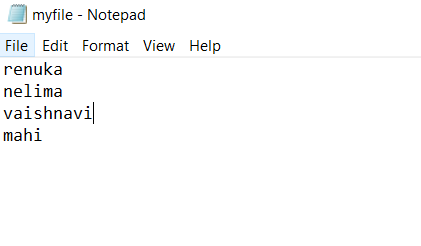 myfile - Notepad
File Edit Format View Help
renuka
nelima
vaishnavi
mahi